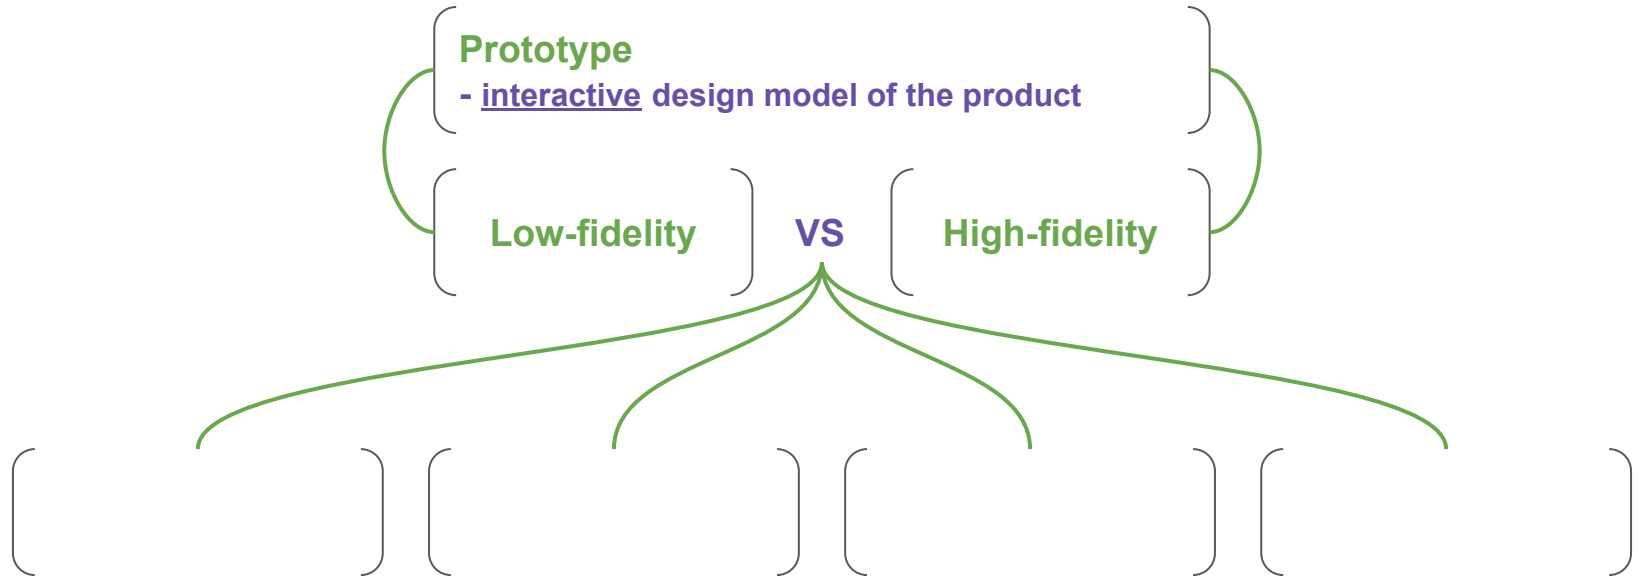 Prototype
- interactive design model of the product
Low-fidelity VS High-fidelity